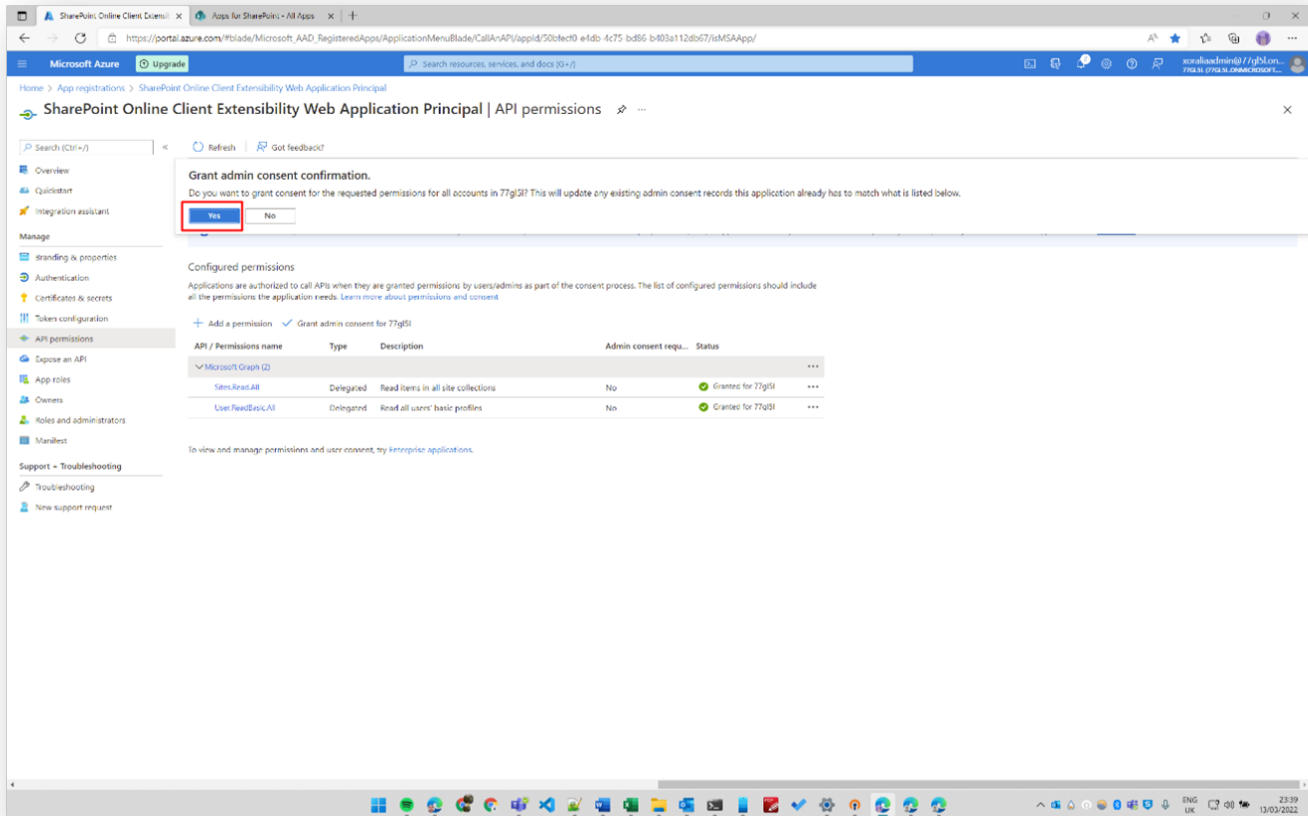 SharePoint Online Client Extensi
Apps for SharePoint - All Apps
https://portal.azure.com/#blade/Microsoft_AAD_RegisteredApps/ApplicationMenuBlade/CallAnAPI/appId/50bfecf0-e4db-4c75-bd86-b403a112db67/isMSAApp/
Microsoft Azure
Upgrade
Search resources, services, and docs (G+/)
xoraliaadmin@77gl5l.on...
77GL5L (77GL5L.ONMICROSOFT....
Home > App registrations > SharePoint Online Client Extensibility Web Application Principal
SharePoint Online Client Extensibility Web Application Principal | API permissions
Search (Ctrl+/)
Refresh
Got feedback?
Overview
Quickstart
Integration assistant
Manage
Branding & properties
Authentication
Certificates & secrets
Token configuration
API permissions
Expose an API
App roles
Owners
Roles and administrators
Manifest
Support + Troubleshooting
Troubleshooting
New support request
Grant admin consent confirmation.
Do you want to grant consent for the requested permissions for all accounts in 77gl5l? This will update any existing admin consent records this application already has to match what is listed below.
Yes
No
Configured permissions
Applications are authorized to call APIs when they are granted permissions by users/admins as part of the consent process. The list of configured permissions should include
all the permissions the application needs. Learn more about permissions and consent
Add a permission
Grant admin consent for 77gl5l
API / Permissions name Type Description Admin consent requ... Status
Microsoft Graph (2)
Sites.Read.All Delegated Read items in all site collections No Granted for 77gl5l
User.ReadBasic.All Delegated Read all users' basic profiles No Granted for 77gl5l
To view and manage permissions and user consent, try Enterprise applications.
ENG
UK
23:39
13/03/2022